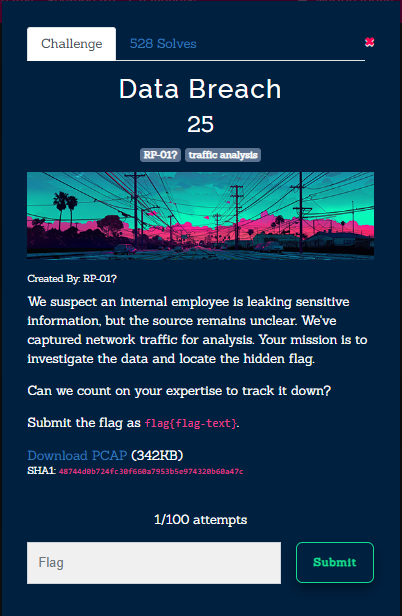 Challenge
528 Solves
Data Breach
25
RP-01?
traffic analysis
Created By: RP-01?
We suspect an internal employee is leaking sensitive
information, but the source remains unclear. We've
captured network traffic for analysis. Your mission is to
investigate the data and locate the hidden flag.
Can we count on your expertise to track it down?
Submit the flag as flag{flag-text}.
Download PCAP (342KB)
SHA1: 48744d0b724fc30f660a7953b5e974320b60a47c
1/100 attempts
Flag
Submit